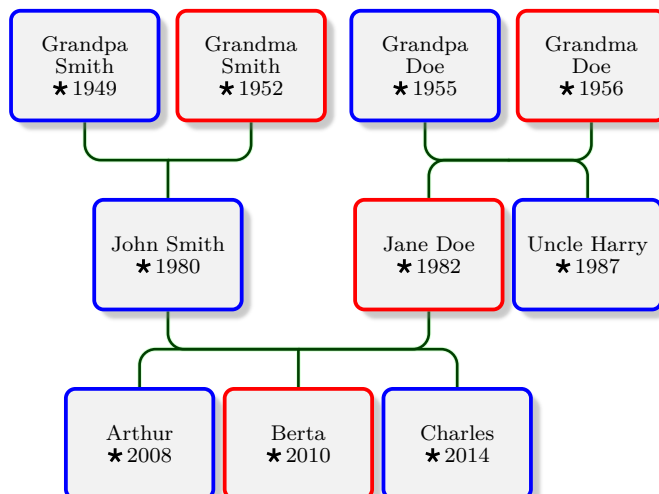 Grandpa
Smith
★ 1949
Grandma
Smith
★ 1952
Grandpa
Doe
★ 1955
Grandma
Doe
★ 1956
John Smith
★ 1980
Jane Doe
★ 1982
Uncle Harry
★ 1987
Arthur
★ 2008
Berta
★ 2010
Charles
★ 2014